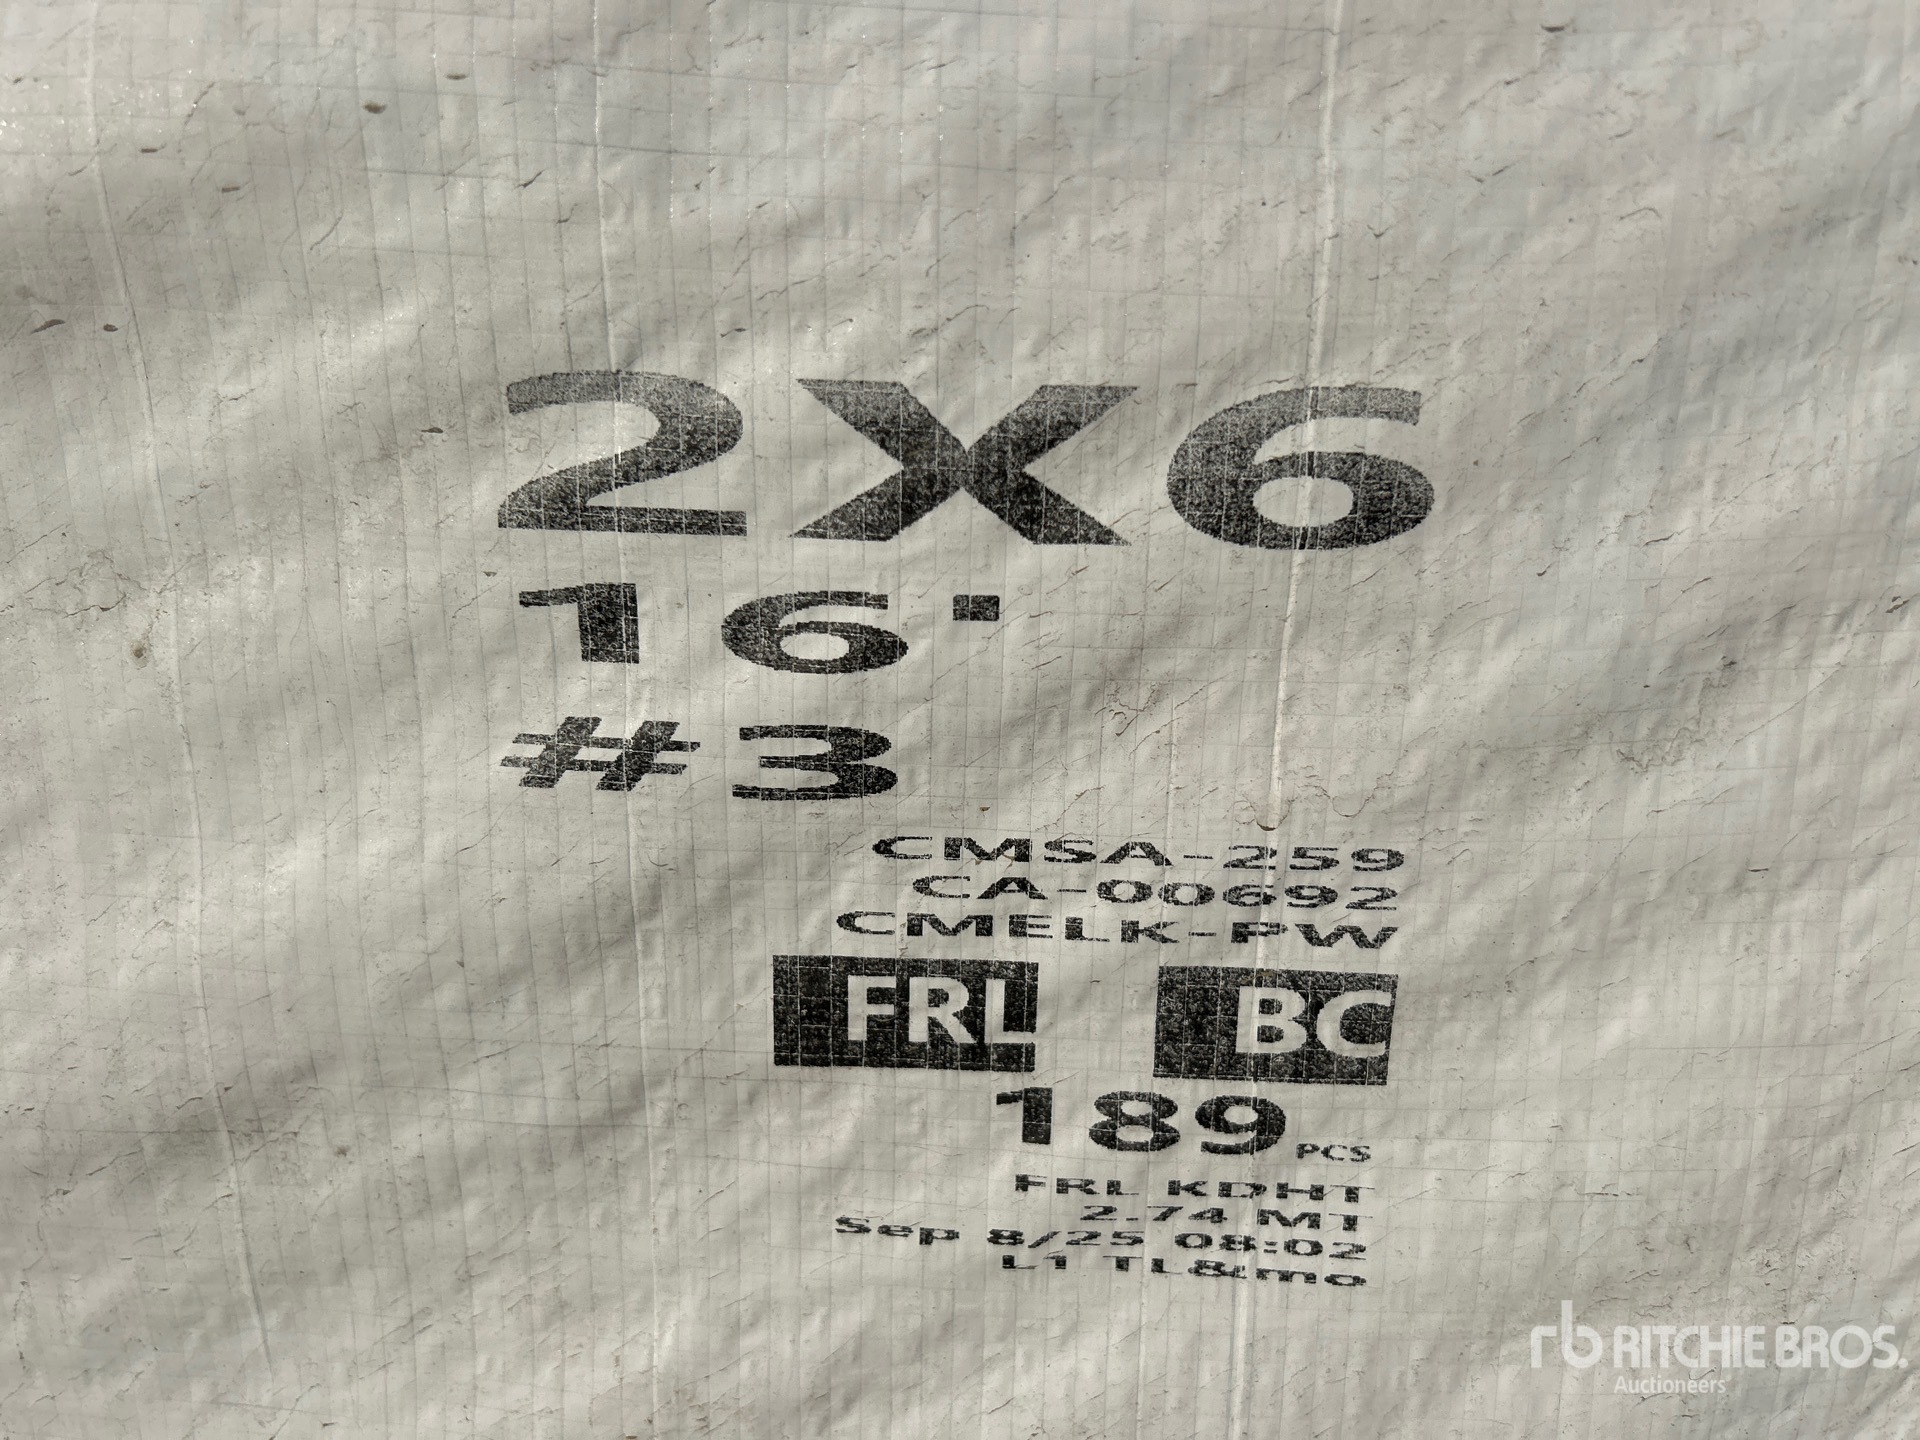 2X6
16'
#3
CMSA-259
CA-00692
CMELK-PW
FRL BC
189 PCS
FRL KDHT
2.74 MT
Sep 8/25 08:02
L1 TL&mo
rb RITCHIE BROS.
Auctioneers